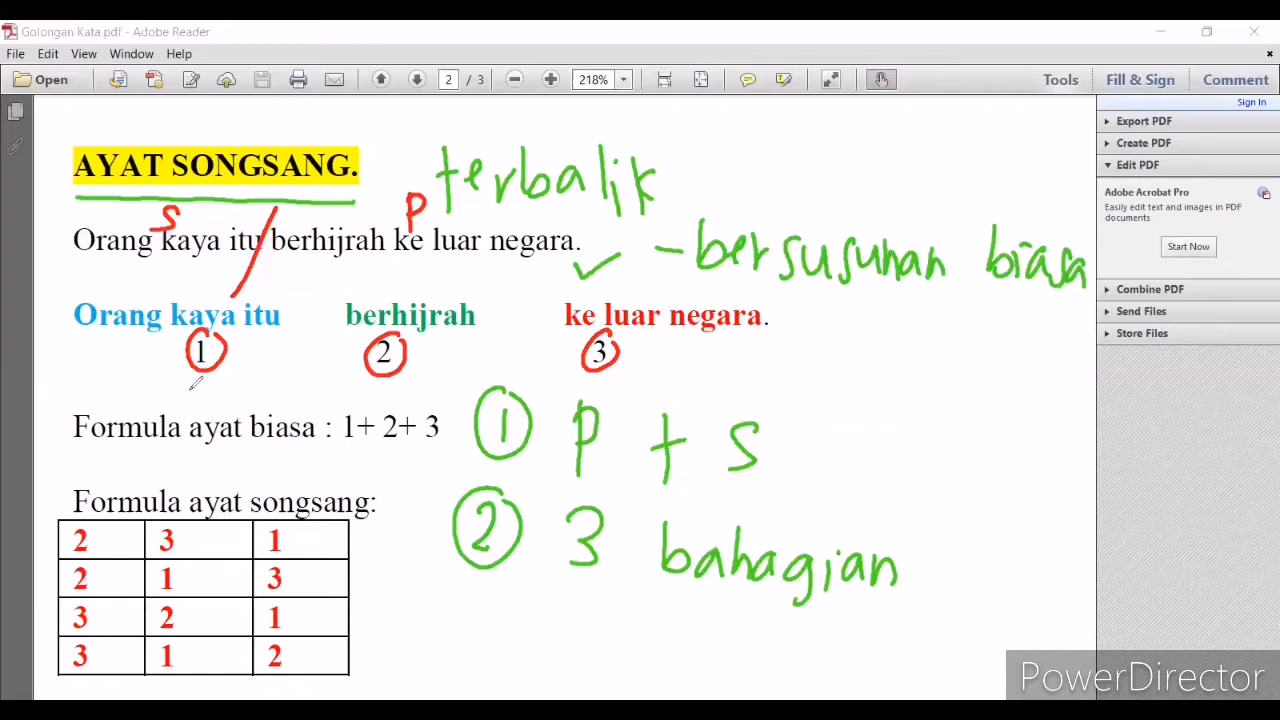 Golongan Kata.pdf - Adobe Reader
File Edit View Window Help
Open 2 / 3 218% Tools Fill & Sign Comment
Sign In
Export PDF
Create PDF
Edit PDF
Adobe Acrobat Pro
Easily edit text and images in PDF
documents
Start Now
Combine PDF
Send Files
Store Files
AYAT SONGSANG. terbalik
S P
Orang kaya itu berhijrah ke luar negara. - bersusunan biasa
Orang kaya itu berhijrah ke luar negara.
1 2 3
Formula ayat biasa : 1+ 2+ 3 1 P + S
Formula ayat songsang: 2 3 bahagian
2 3 1
2 1 3
3 2 1
3 1 2
PowerDirector